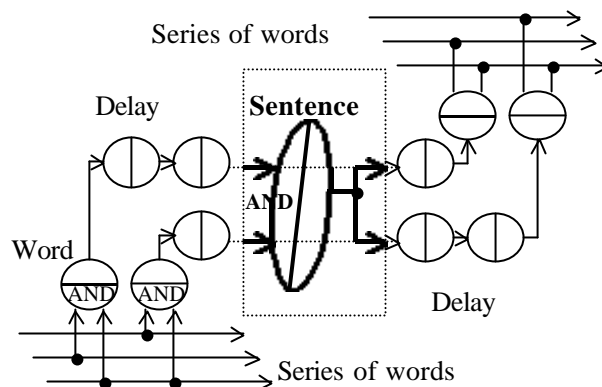 Series of words
Delay
Sentence
AND
Word
AND
AND
Delay
Series of words